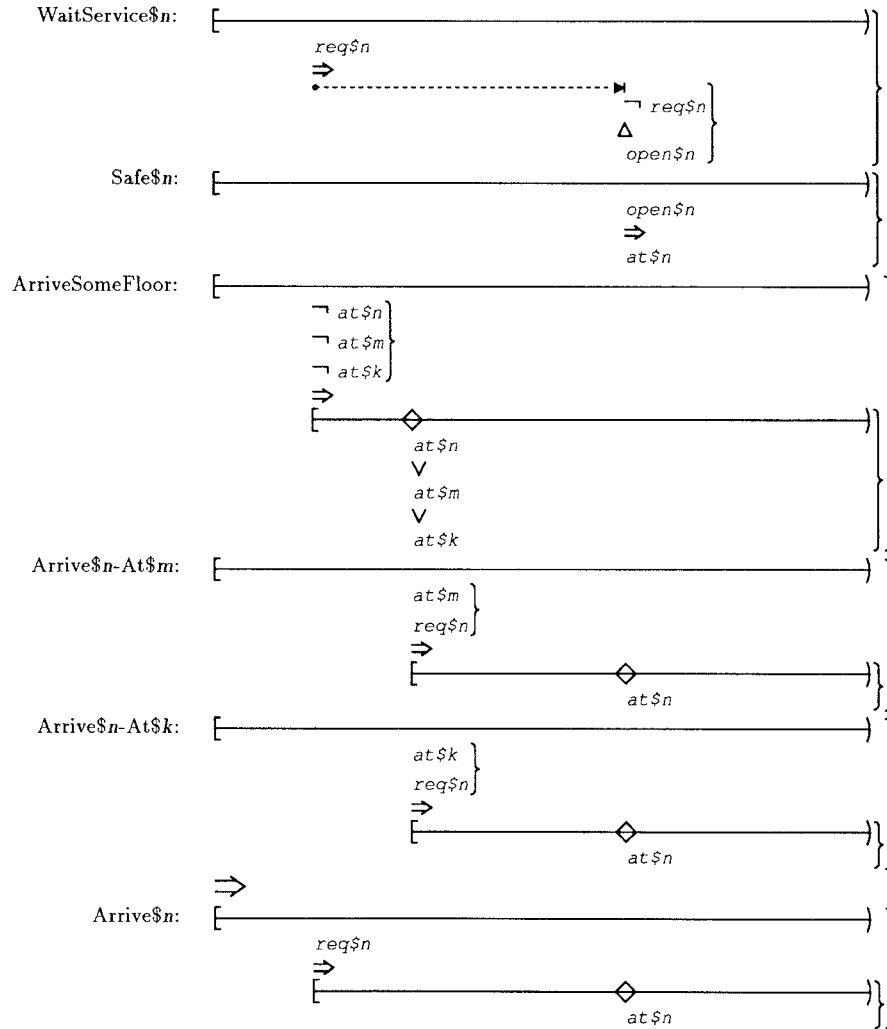 WaitService$n:
req$n
¬ req$n
open$n
Safe$n:
open$n
⇒
at$n
ArriveSomeFloor:
¬ at$n
¬ at$m
¬ at$k
⇒
at$n
∨
at$m
∨
at$k
Arrive$n-At$m:
at$m
req$n
⇒
at$n
Arrive$n-At$k:
at$k
req$n
⇒
at$n
⇒
Arrive$n:
req$n
⇒
at$n